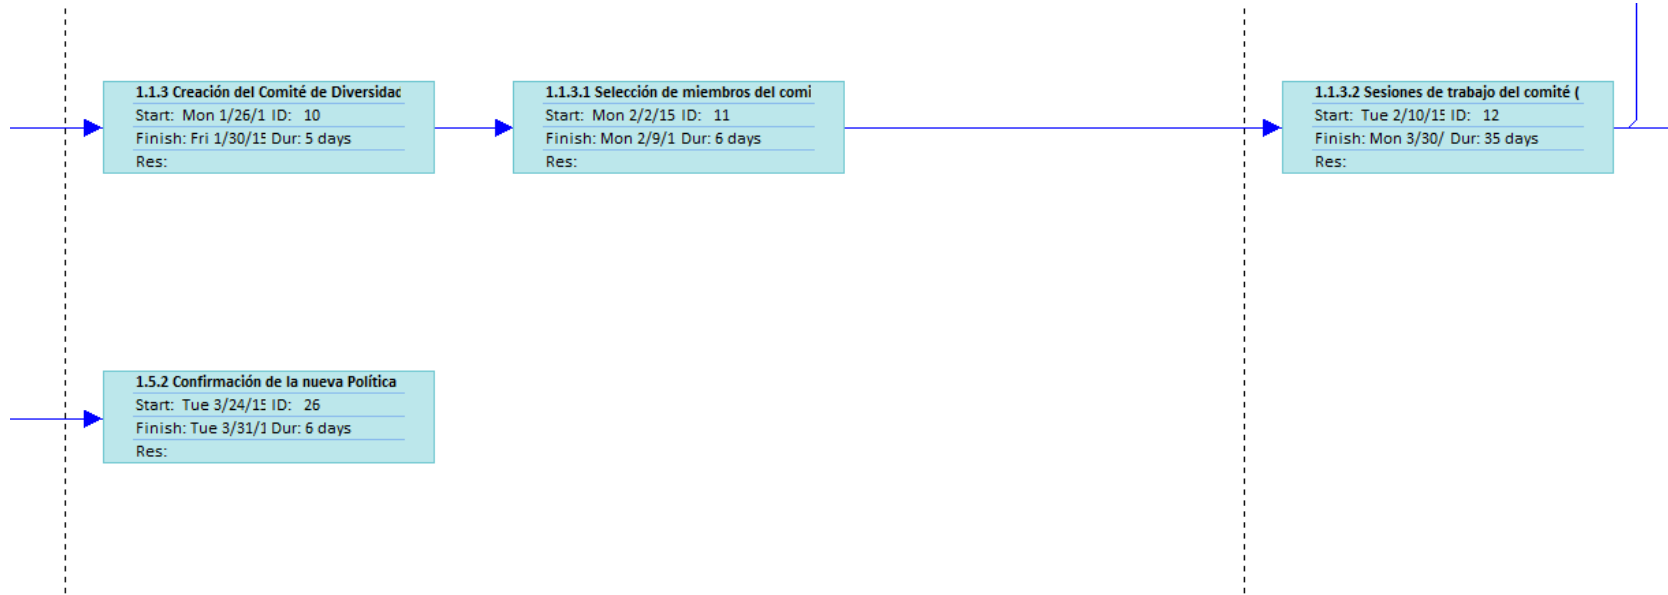 1.1.3 Creación del Comité de Diversidad
Start: Mon 1/26/1 ID: 10
Finish: Fri 1/30/15 Dur: 5 days
Res:
1.1.3.1 Selección de miembros del comi
Start: Mon 2/2/15 ID: 11
Finish: Mon 2/9/1 Dur: 6 days
Res:
1.1.3.2 Sesiones de trabajo del comité (
Start: Tue 2/10/15 ID: 12
Finish: Mon 3/30/ Dur: 35 days
Res:
1.5.2 Confirmación de la nueva Política
Start: Tue 3/24/15 ID: 26
Finish: Tue 3/31/1 Dur: 6 days
Res: